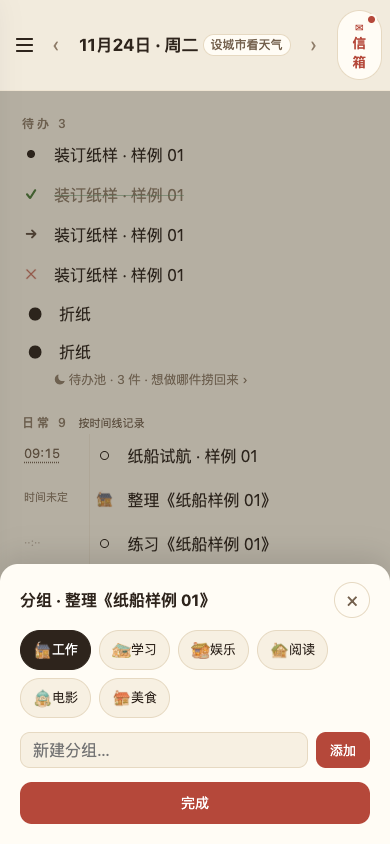 11月24日 · 周二
设城市看天气
信箱
待办 3
装订纸样 · 样例 01
装订纸样 · 样例 01
装订纸样 · 样例 01
装订纸样 · 样例 01
折纸
折纸
待办池 · 3 件 · 想做哪件捞回来 ›
日常 9 按时间线记录
09:15 纸船试航 · 样例 01
时间未定 整理《纸船样例 01》
--:-- 练习《纸船样例 01》
分组 · 整理《纸船样例 01》
工作 学习 娱乐 阅读
电影 美食
新建分组... 添加
完成